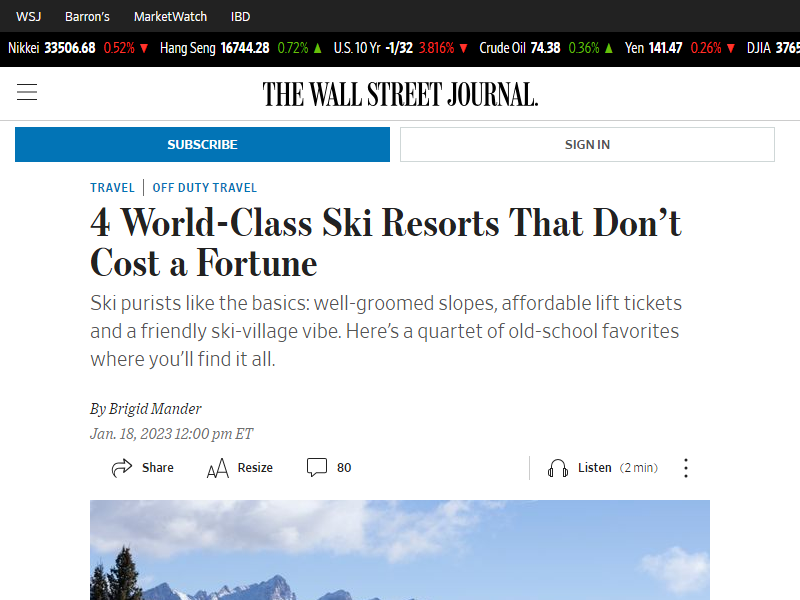 WSJ Barron's MarketWatch IBD
Nikkei 33506.68 0.52% ▼ Hang Seng 16744.28 0.72% ▲ U.S. 10 Yr -1/32 3.816% ▼ Crude Oil 74.38 0.36% ▲ Yen 141.47 0.26% ▼ DJIA 3765
THE WALL STREET JOURNAL.
SUBSCRIBE SIGN IN
TRAVEL | OFF DUTY TRAVEL
4 World-Class Ski Resorts That Don’t
Cost a Fortune
Ski purists like the basics: well-groomed slopes, affordable lift tickets
and a friendly ski-village vibe. Here’s a quartet of old-school favorites
where you’ll find it all.
By Brigid Mander
Jan. 18, 2023 12:00 pm ET
Share AA Resize 80 Listen (2 min)